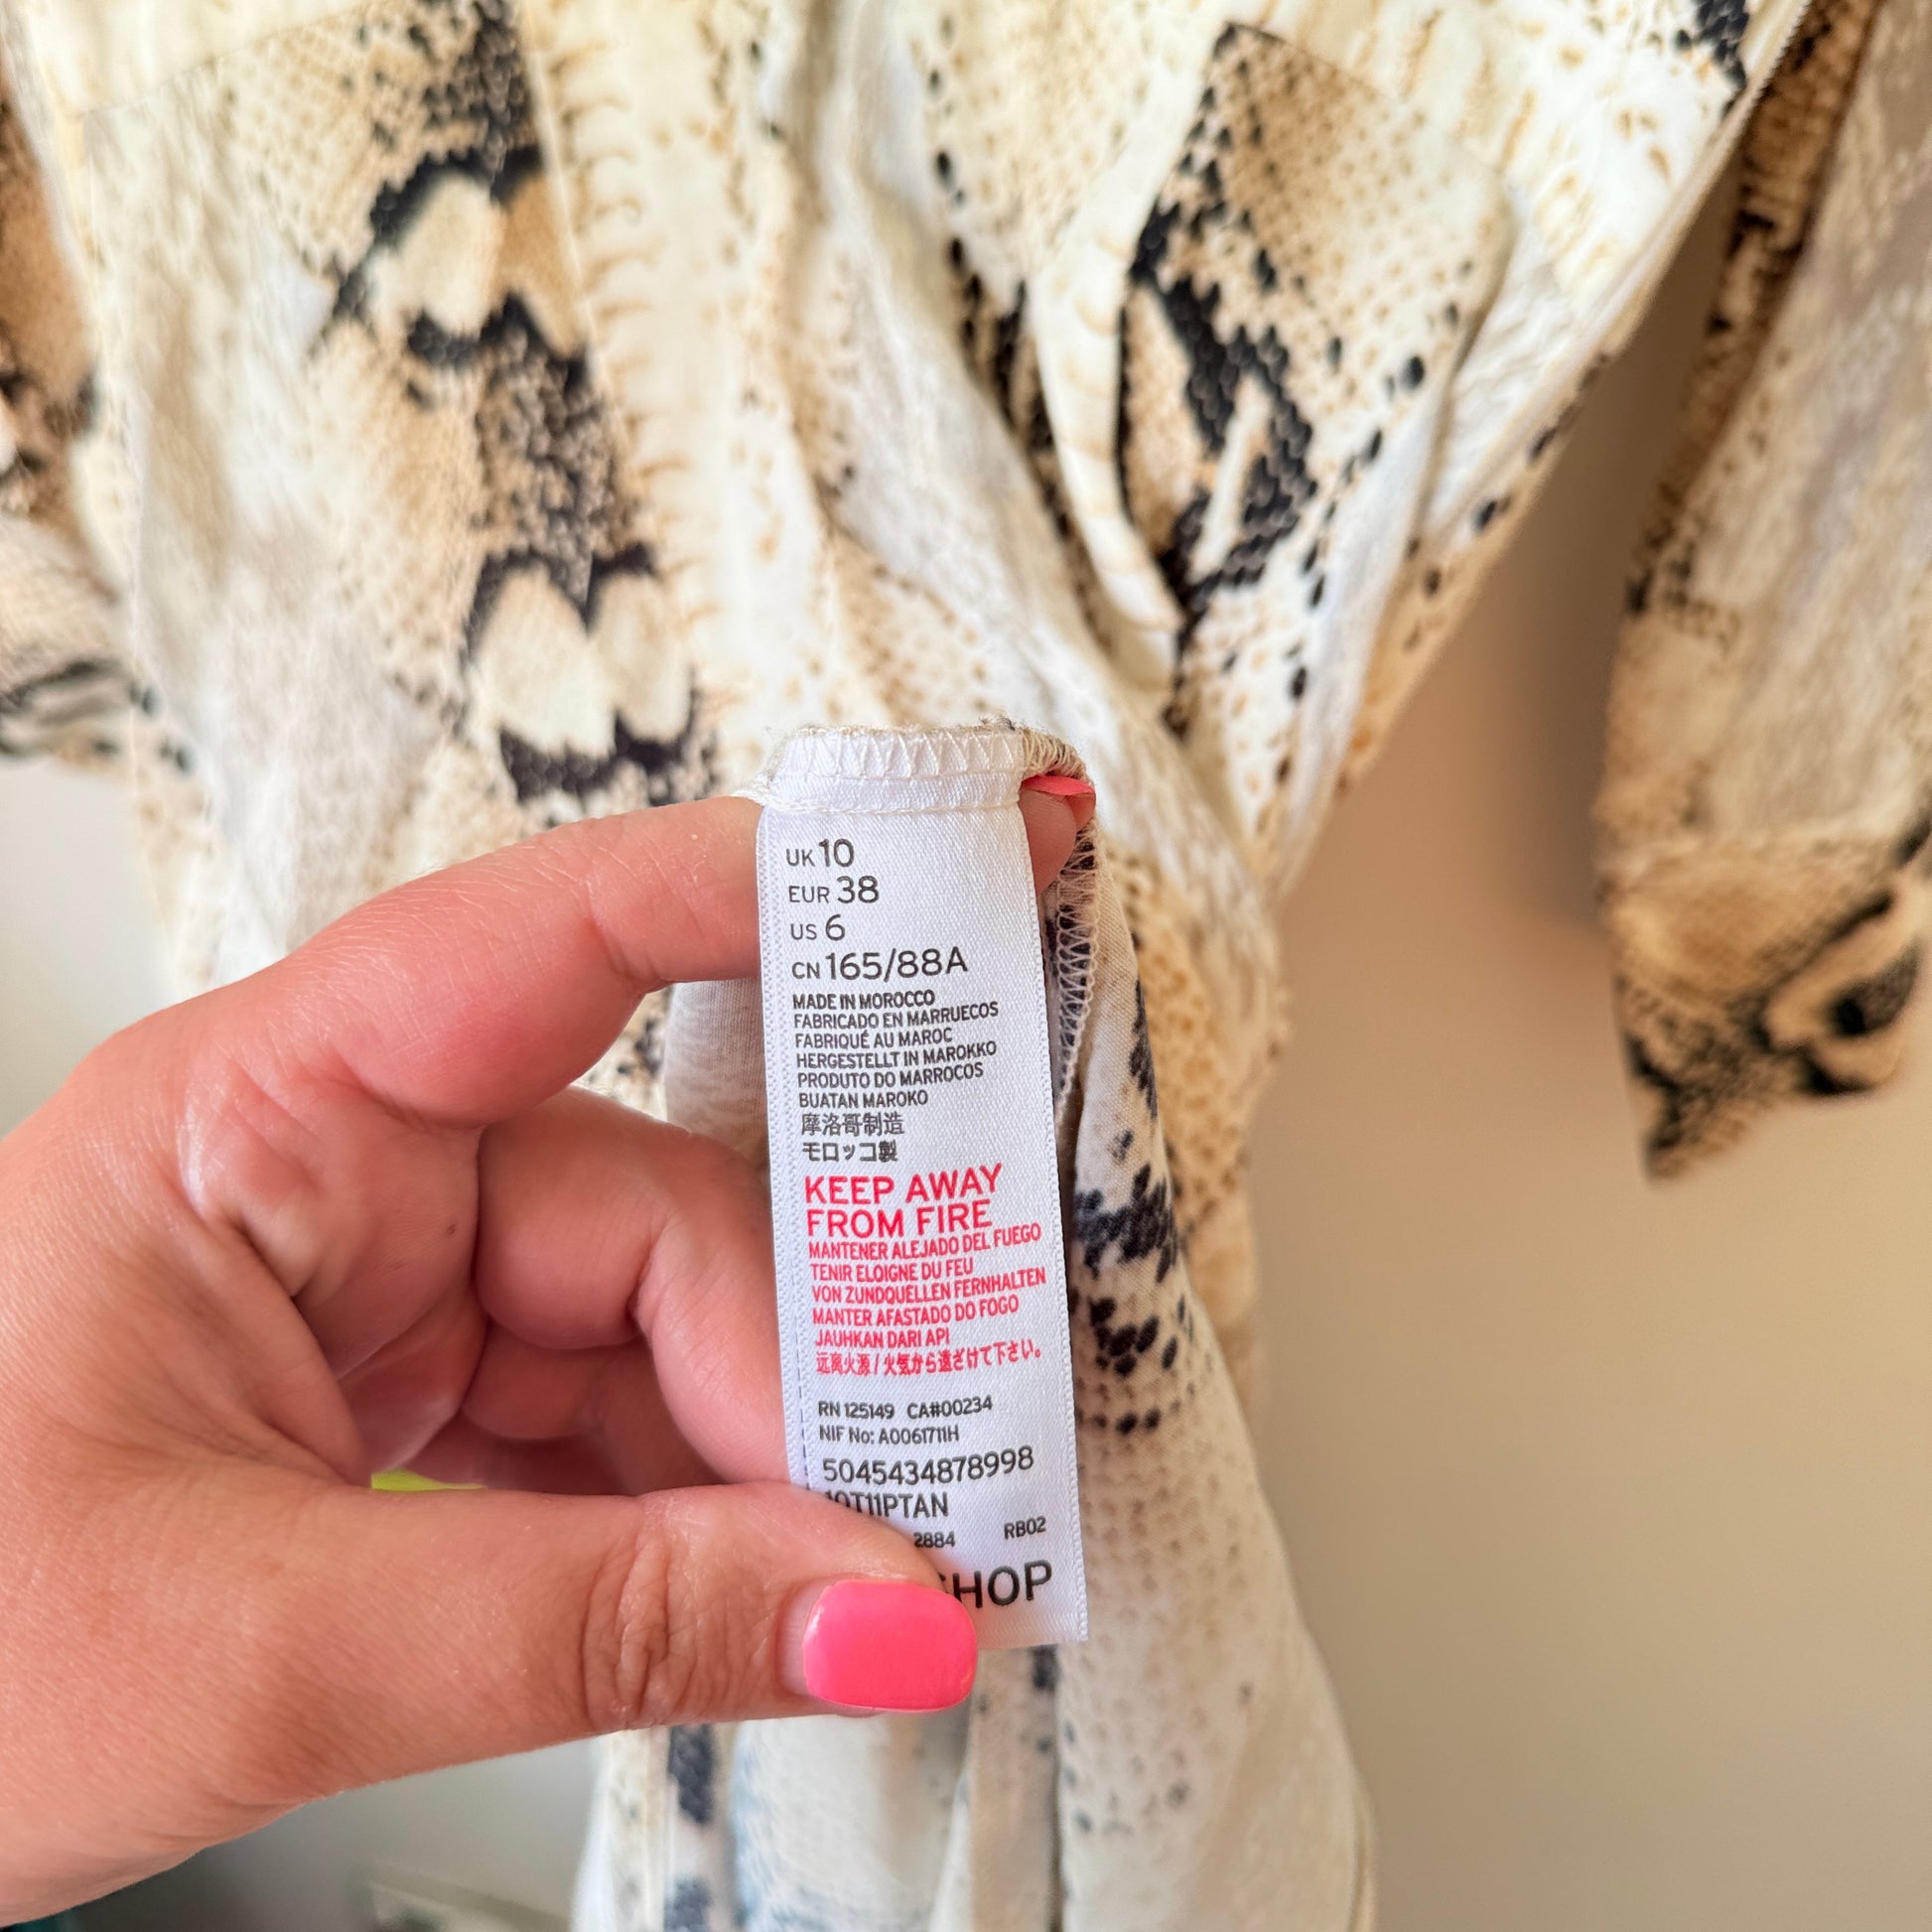 UK 10
EUR 38
US 6
CN 165/88A
MADE IN MOROCCO
FABRICADO EN MARRUECOS
FABRIQUÉ AU MAROC
HERGESTELLT IN MAROKKO
PRODUTO DO MARROCOS
BUATAN MAROKO
摩洛哥制造
モロッコ製
KEEP AWAY
FROM FIRE
MANTENER ALEJADO DEL FUEGO
TENIR ELOIGNE DU FEU
VON ZUNDQUELLEN FERNHALTEN
MANTER AFASTADO DO FOGO
JAUHKAN DARI API
远离火源 / 火気から遠ざけて下さい。
RN 125149 CA#00234
NIF No: A0061711H
5045434878998
10T11PTAN
2884 RB02
HOP